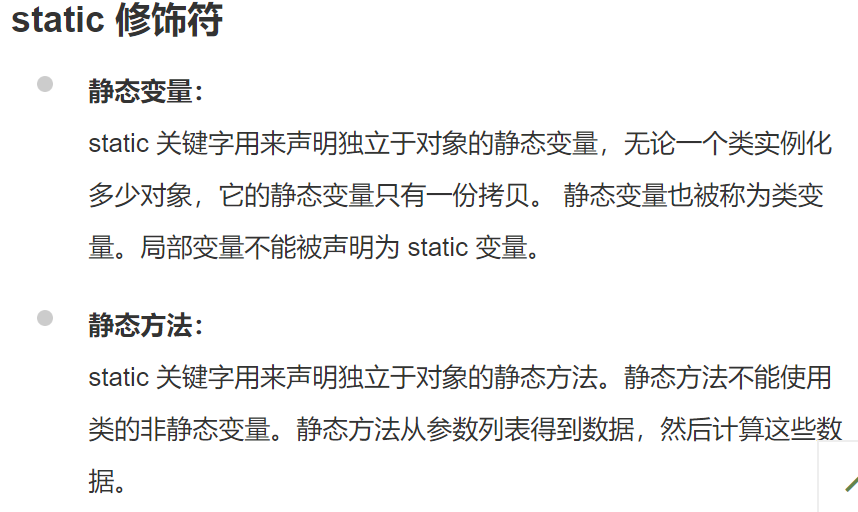 static 修饰符
静态变量：
static 关键字用来声明独立于对象的静态变量，无论一个类实例化
多少对象，它的静态变量只有一份拷贝。 静态变量也被称为类变
量。局部变量不能被声明为 static 变量。
静态方法：
static 关键字用来声明独立于对象的静态方法。静态方法不能使用
类的非静态变量。静态方法从参数列表得到数据，然后计算这些数
据。